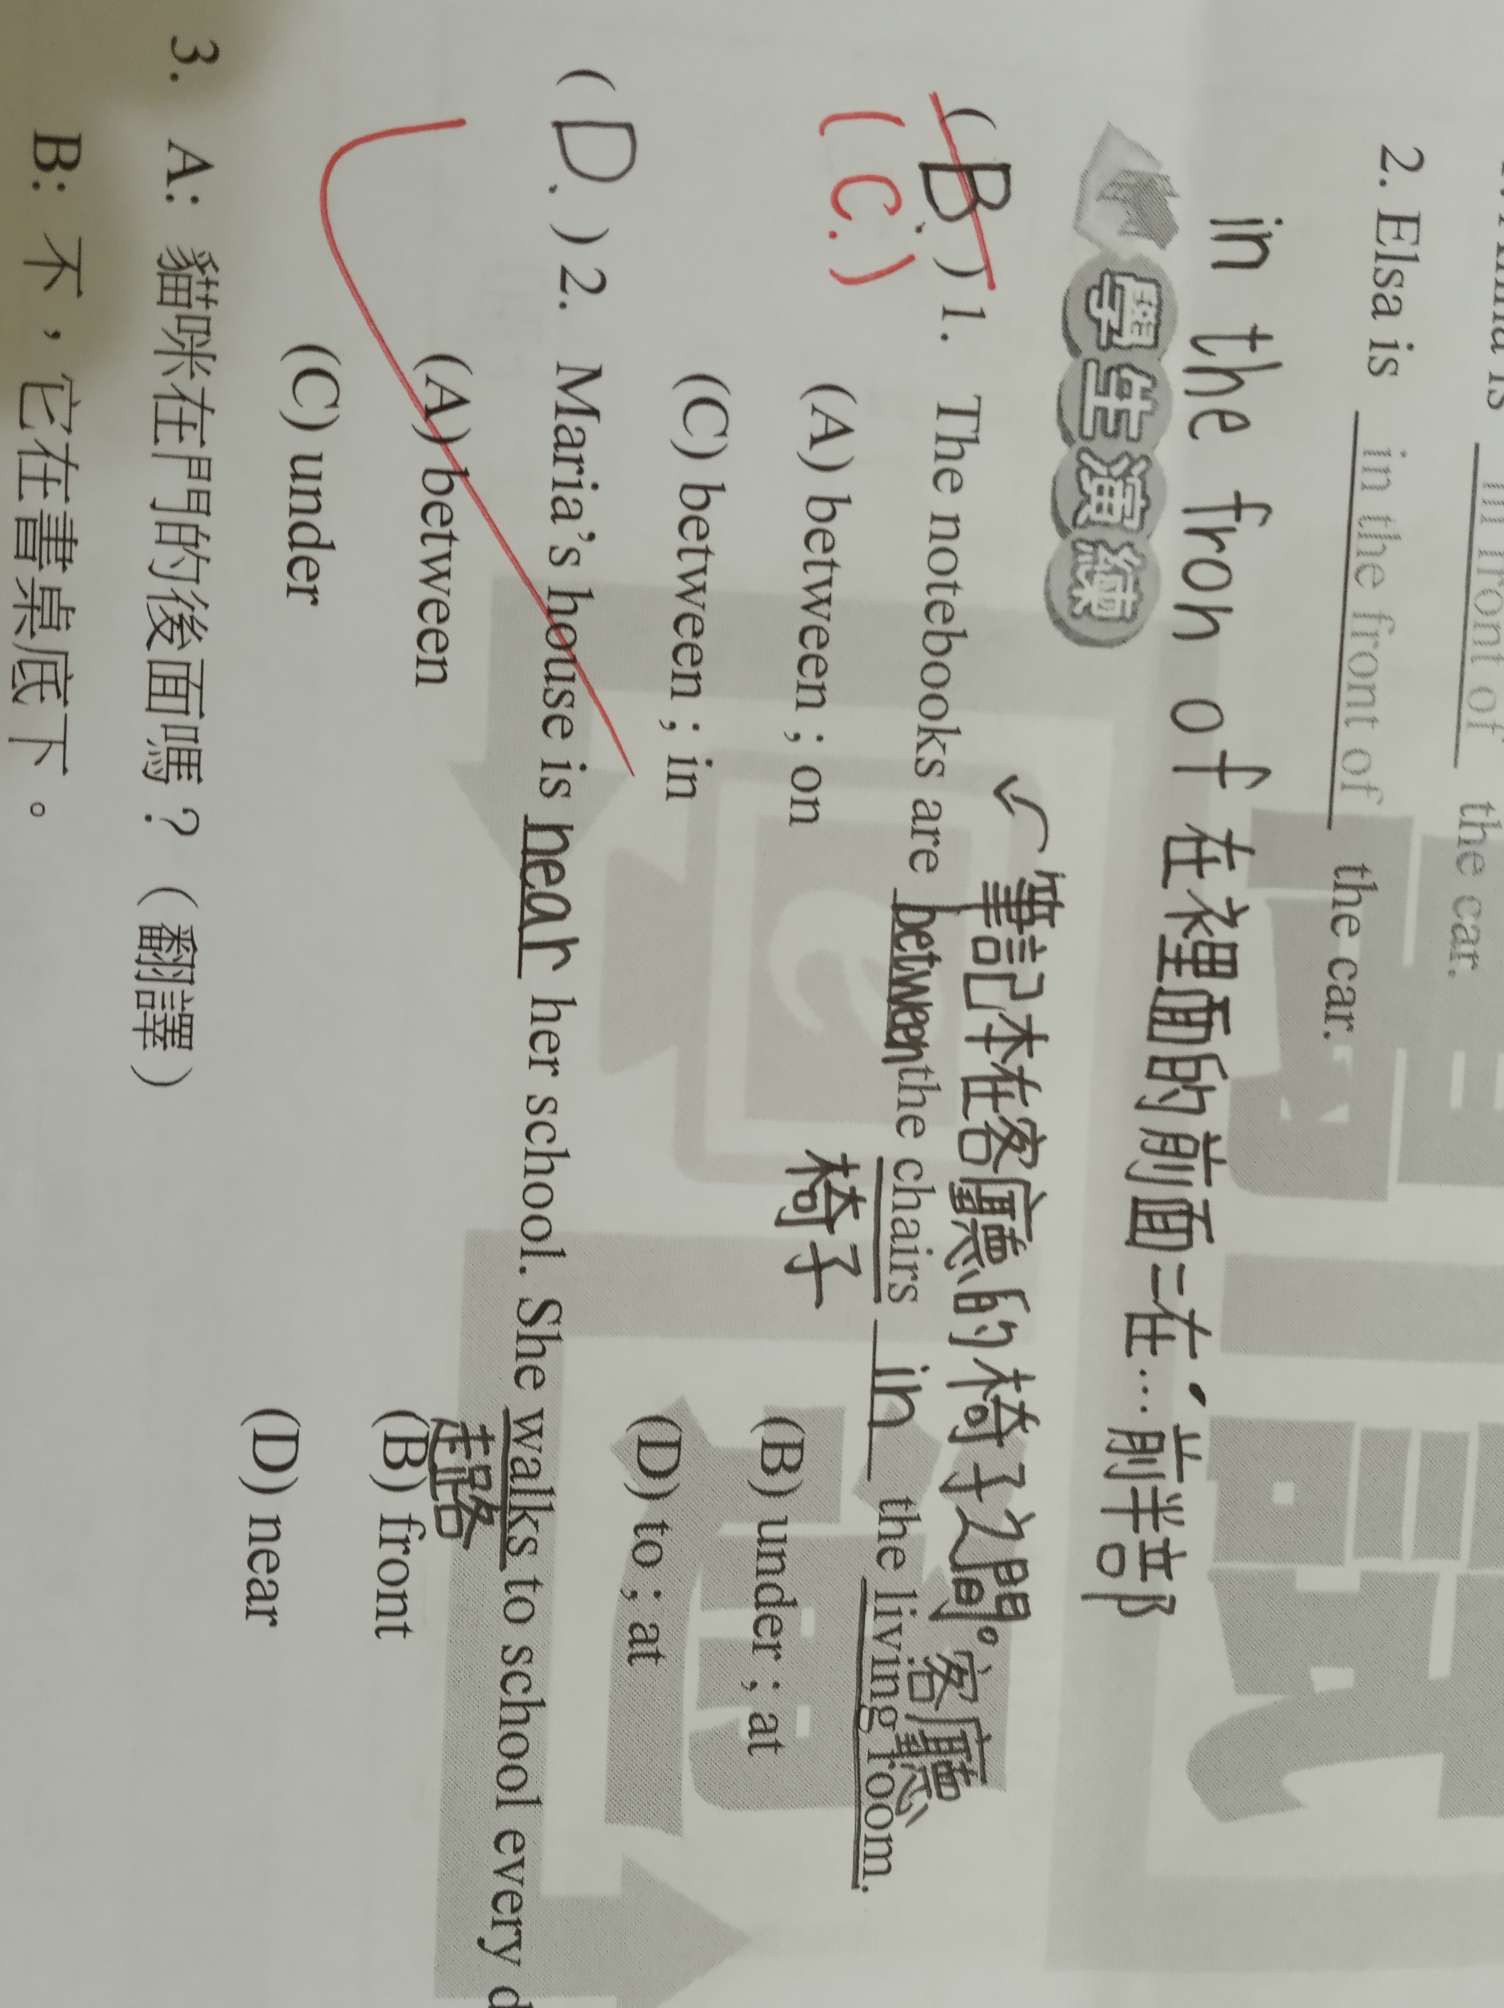 is in front of the car.
2. Elsa is in the front of the car.
in the fron of 在裡面的前面=在...前半部
學生演練
↙筆記本在客廳的椅子之間。客廳
(B、) 1. The notebooks are between the chairs in the living room.
(C.)
椅子
(A) between ; on (B) under ; at
(C) between ; in (D) to ; at
(D、) 2. Maria's house is near her school. She walks to school every
走路
(A) between (B) front
(C) under (D) near
3. A: 貓咪在門的後面嗎？（翻譯）
B: 不，它在書桌底下。